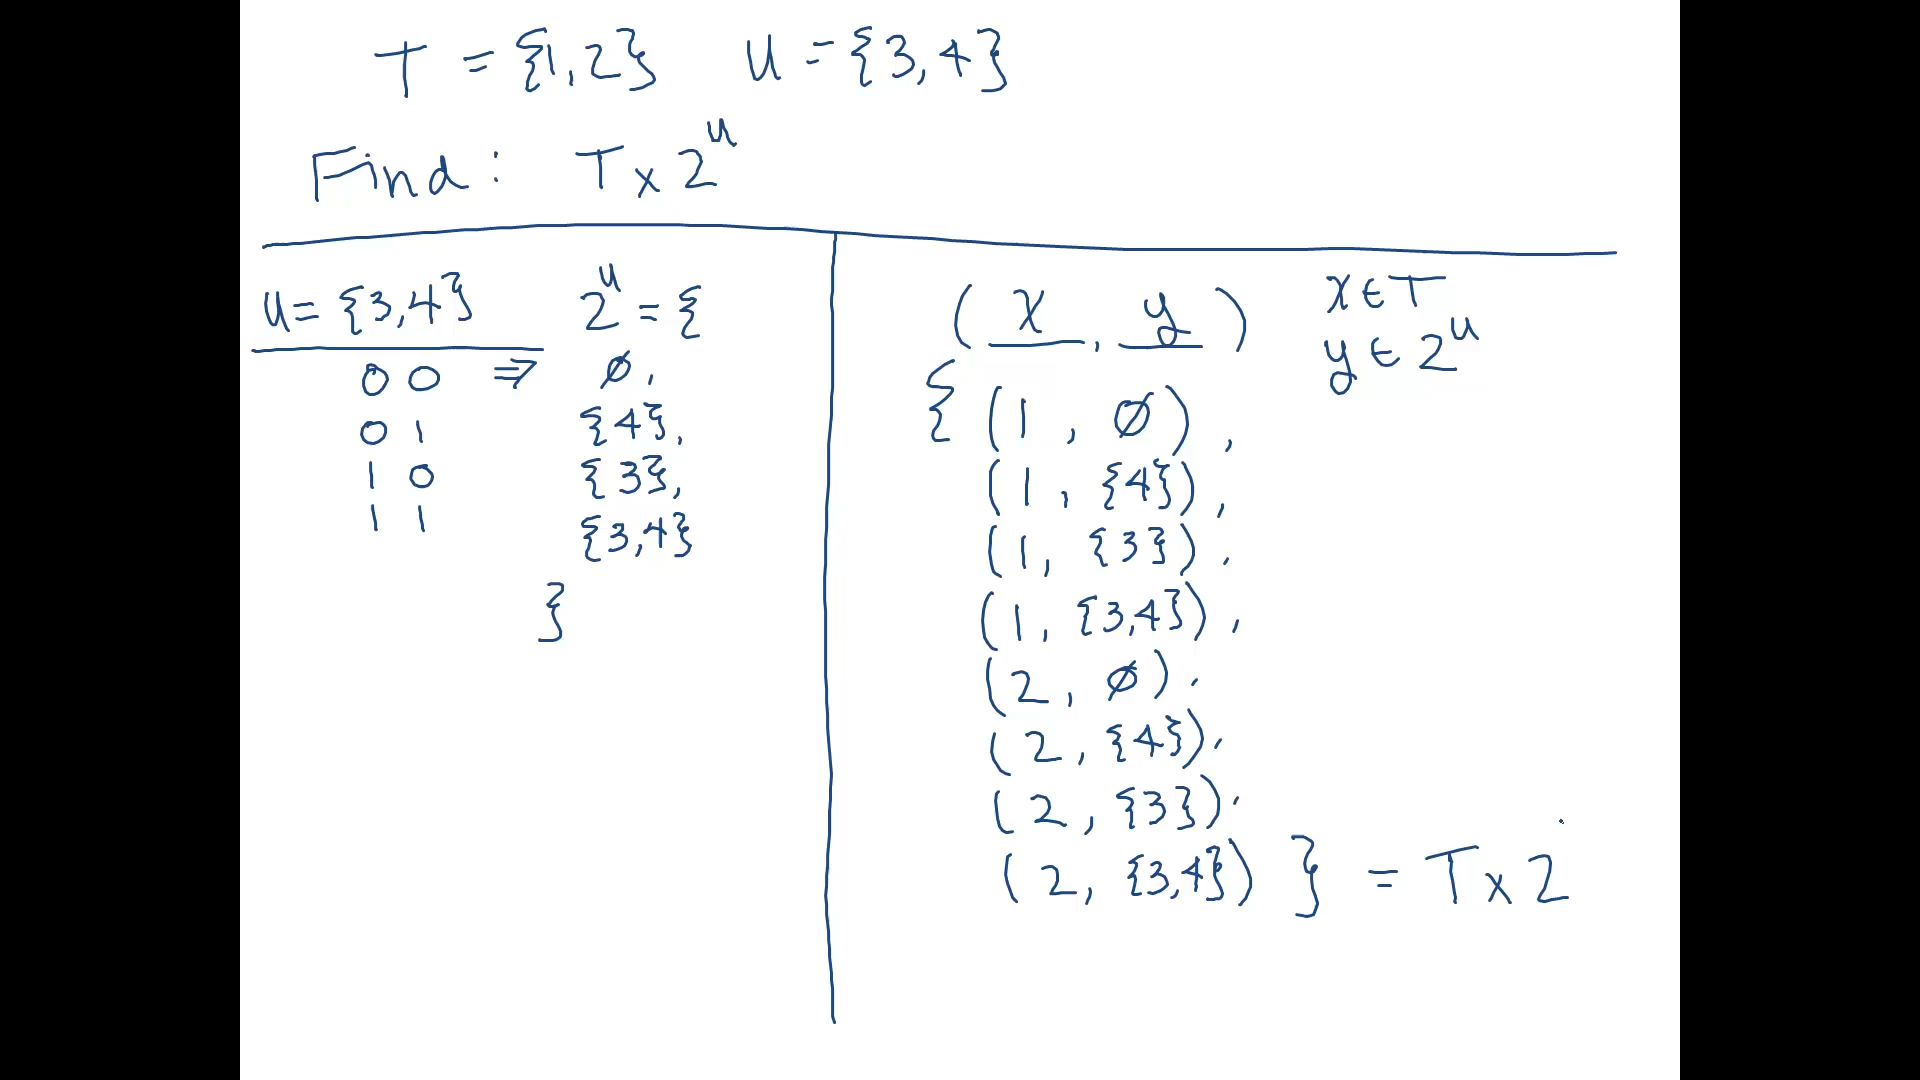 T = {1,2} U = {3,4}
Find: T x 2^U
U = {3,4} 2^U = {
0 0 ⇒ ∅,
0 1 {4},
1 0 {3},
1 1 {3,4}
}
(x, y) x ∈ T
y ∈ 2^U
{ (1, ∅),
(1, {4}),
(1, {3}),
(1, {3,4}),
(2, ∅),
(2, {4}),
(2, {3}),
(2, {3,4}) } = T x 2